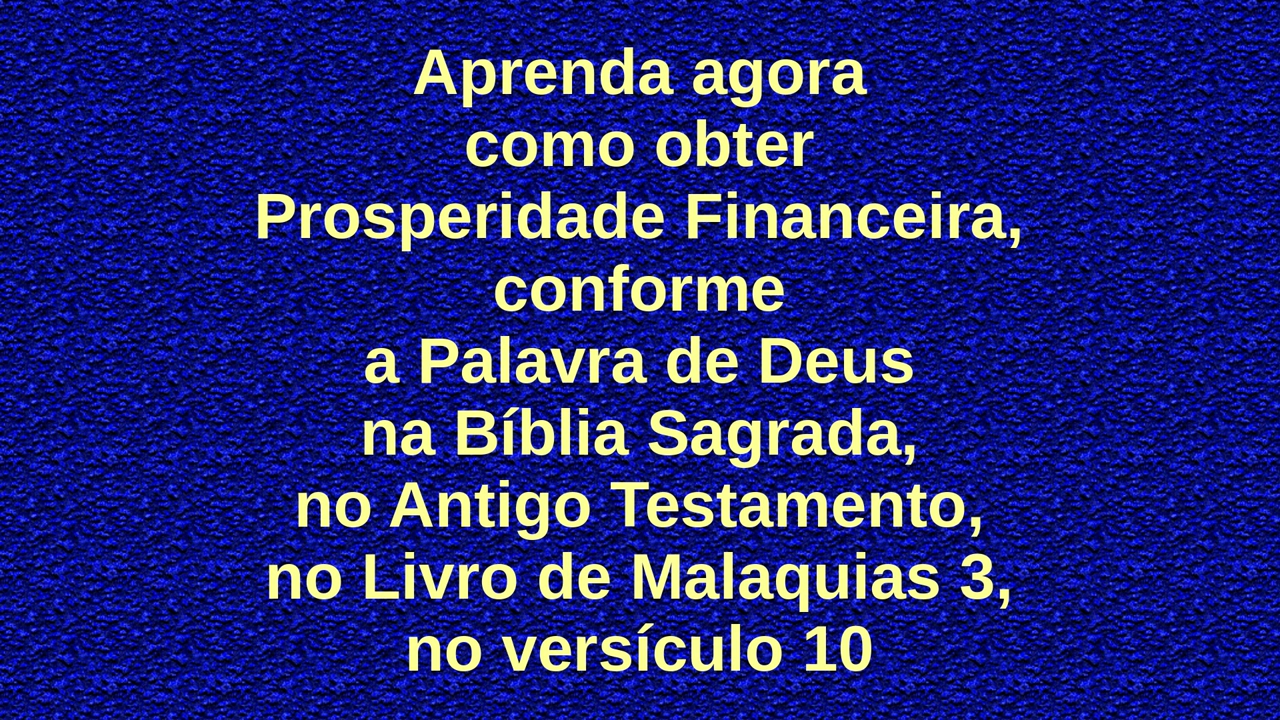 Aprenda agora
como obter
Prosperidade Financeira,
conforme
a Palavra de Deus
na Bíblia Sagrada,
no Antigo Testamento,
no Livro de Malaquias 3,
no versículo 10